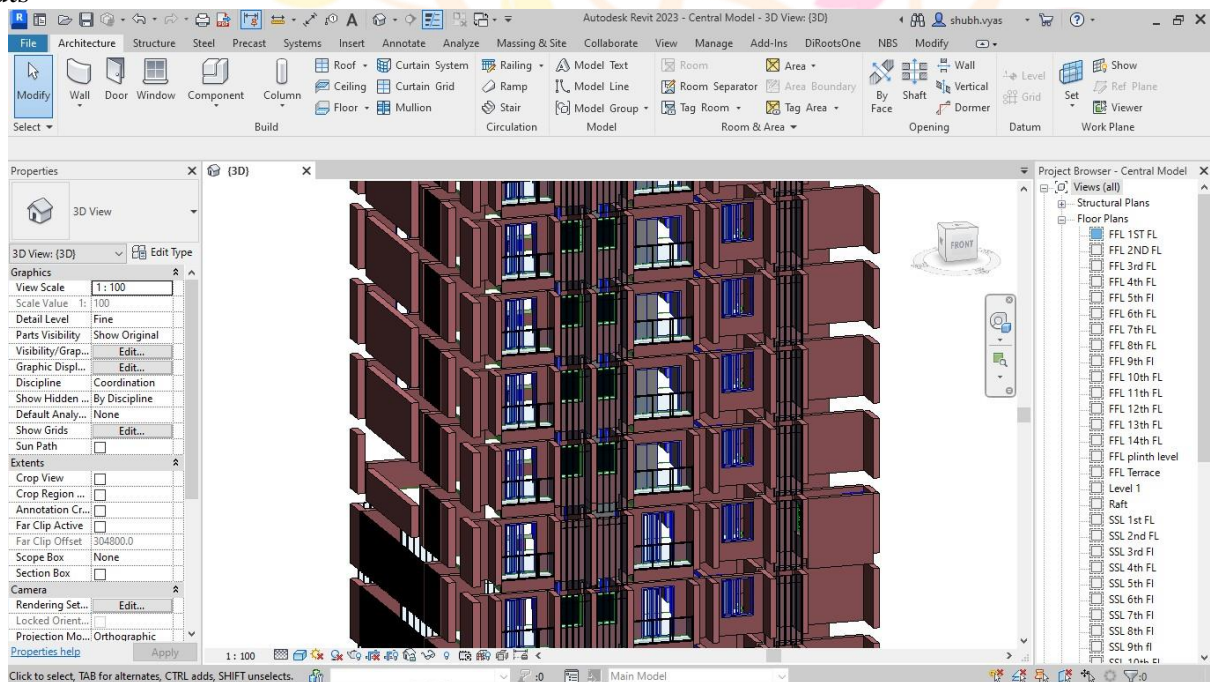 Autodesk Revit 2023 - Central Model - 3D View: {3D}
shubh.vyas
File Architecture Structure Steel Precast Systems Insert Annotate Analyze Massing & Site Collaborate View Manage Add-Ins DiRootsOne NBS Modify
Modify
Wall
Door
Window
Component
Column
Roof
Ceiling
Floor
Curtain System
Curtain Grid
Mullion
Railing
Ramp
Stair
Model Text
Model Line
Model Group
Room
Room Separator
Tag Room
Area
Area Boundary
Tag Area
By Face
Shaft
Wall
Vertical
Dormer
Level
Grid
Set
Show
Ref Plane
Viewer
Select Build Circulation Model Room & Area Opening Datum Work Plane
Properties
3D View
3D View: {3D} Edit Type
Graphics
View Scale 1 : 100
Scale Value 1: 100
Detail Level Fine
Parts Visibility Show Original
Visibility/Grap... Edit...
Graphic Displ... Edit...
Discipline Coordination
Show Hidden ... By Discipline
Default Analy... None
Show Grids Edit...
Sun Path
Extents
Crop View
Crop Region ...
Annotation Cr...
Far Clip Active
Far Clip Offset 304800.0
Scope Box None
Section Box
Camera
Rendering Set... Edit...
Locked Orient...
Projection Mo... Orthographic
Properties help Apply
{3D}
FRONT
1 : 100
Project Browser - Central Model
Views (all)
Structural Plans
Floor Plans
FFL 1ST FL
FFL 2ND FL
FFL 3rd FL
FFL 4th FL
FFL 5th Fl
FFL 6th FL
FFL 7th FL
FFL 8th FL
FFL 9th Fl
FFL 10th FL
FFL 11th FL
FFL 12th FL
FFL 13th FL
FFL 14th FL
FFL plinth level
FFL Terrace
Level 1
Raft
SSL 1st FL
SSL 2nd FL
SSL 3rd Fl
SSL 4th FL
SSL 5th Fl
SSL 6th Fl
SSL 7th Fl
SSL 8th Fl
SSL 9th fl
SSL 10th FL
Click to select, TAB for alternates, CTRL adds, SHIFT unselects.
:0
Main Model
:0